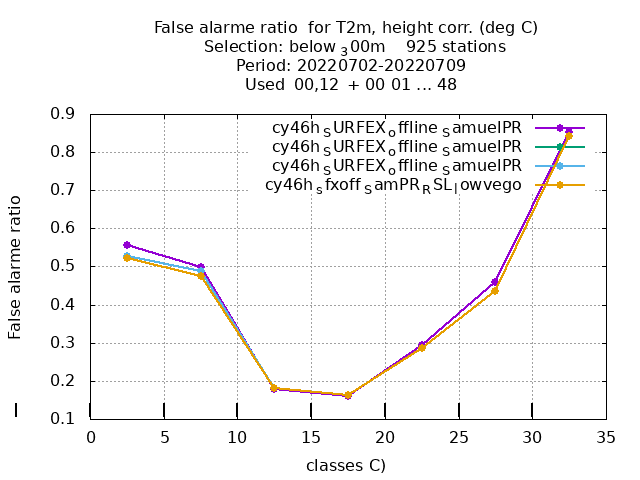 False alarme ratio  for T2m, height corr. (deg C)
Selection: below ₃00m    925 stations
Period: 20220702-20220709
Used  00,12  + 00 01 ... 48
0.9
0.8
0.7
0.6
0.5
0.4
0.3
0.2
0.1
False alarme ratio
cy46h_SURFEX_offline_SamuelPR
cy46h_SURFEX_offline_SamuelPR
cy46h_SURFEX_offline_SamuelPR
cy46h_sfxoff_SamPR_RSL_lowvego
0 5 10 15 20 25 30 35
classes C)